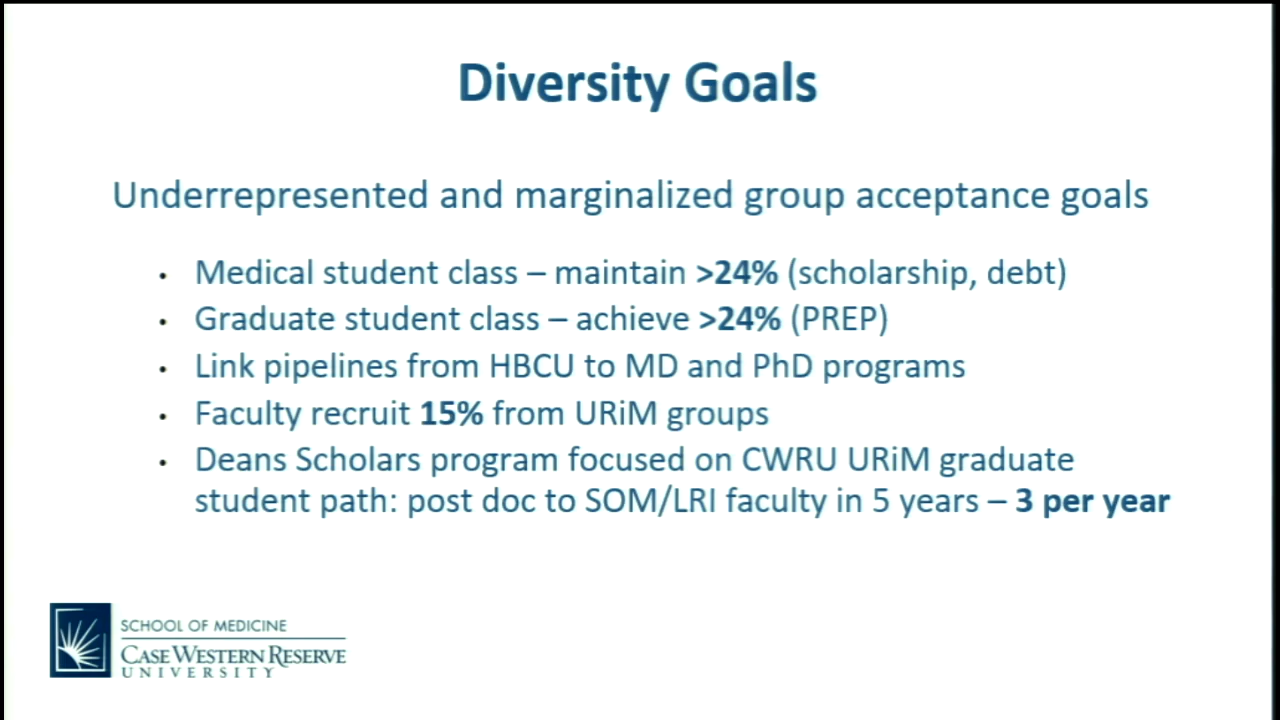 Diversity Goals
Underrepresented and marginalized group acceptance goals
• Medical student class – maintain >24% (scholarship, debt)
• Graduate student class – achieve >24% (PREP)
• Link pipelines from HBCU to MD and PhD programs
• Faculty recruit 15% from URiM groups
• Deans Scholars program focused on CWRU URiM graduate
student path: post doc to SOM/LRI faculty in 5 years – 3 per year
SCHOOL OF MEDICINE
CASE WESTERN RESERVE
UNIVERSITY